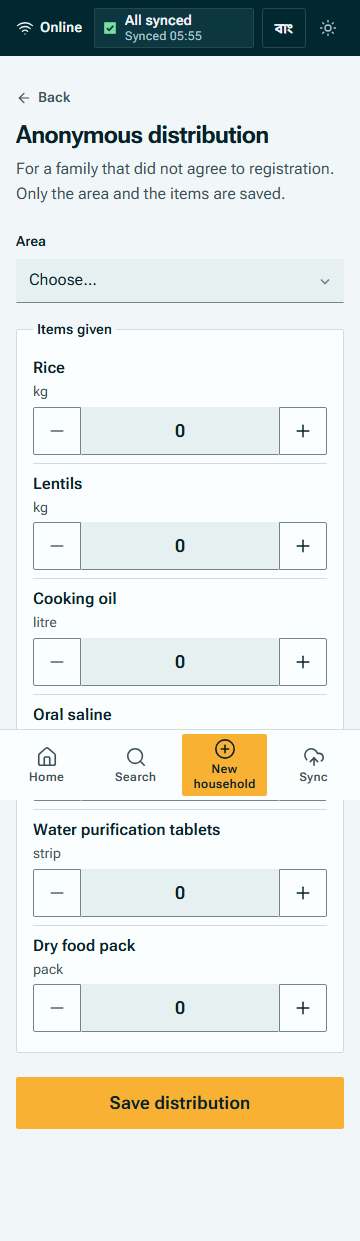 Online
All synced
Synced 05:55
বাং
Back
Anonymous distribution
For a family that did not agree to registration.
Only the area and the items are saved.
Area
Choose...
Items given
Rice
kg
0
Lentils
kg
0
Cooking oil
litre
0
Oral saline
Home
Search
New
household
Sync
Water purification tablets
strip
0
Dry food pack
pack
0
Save distribution